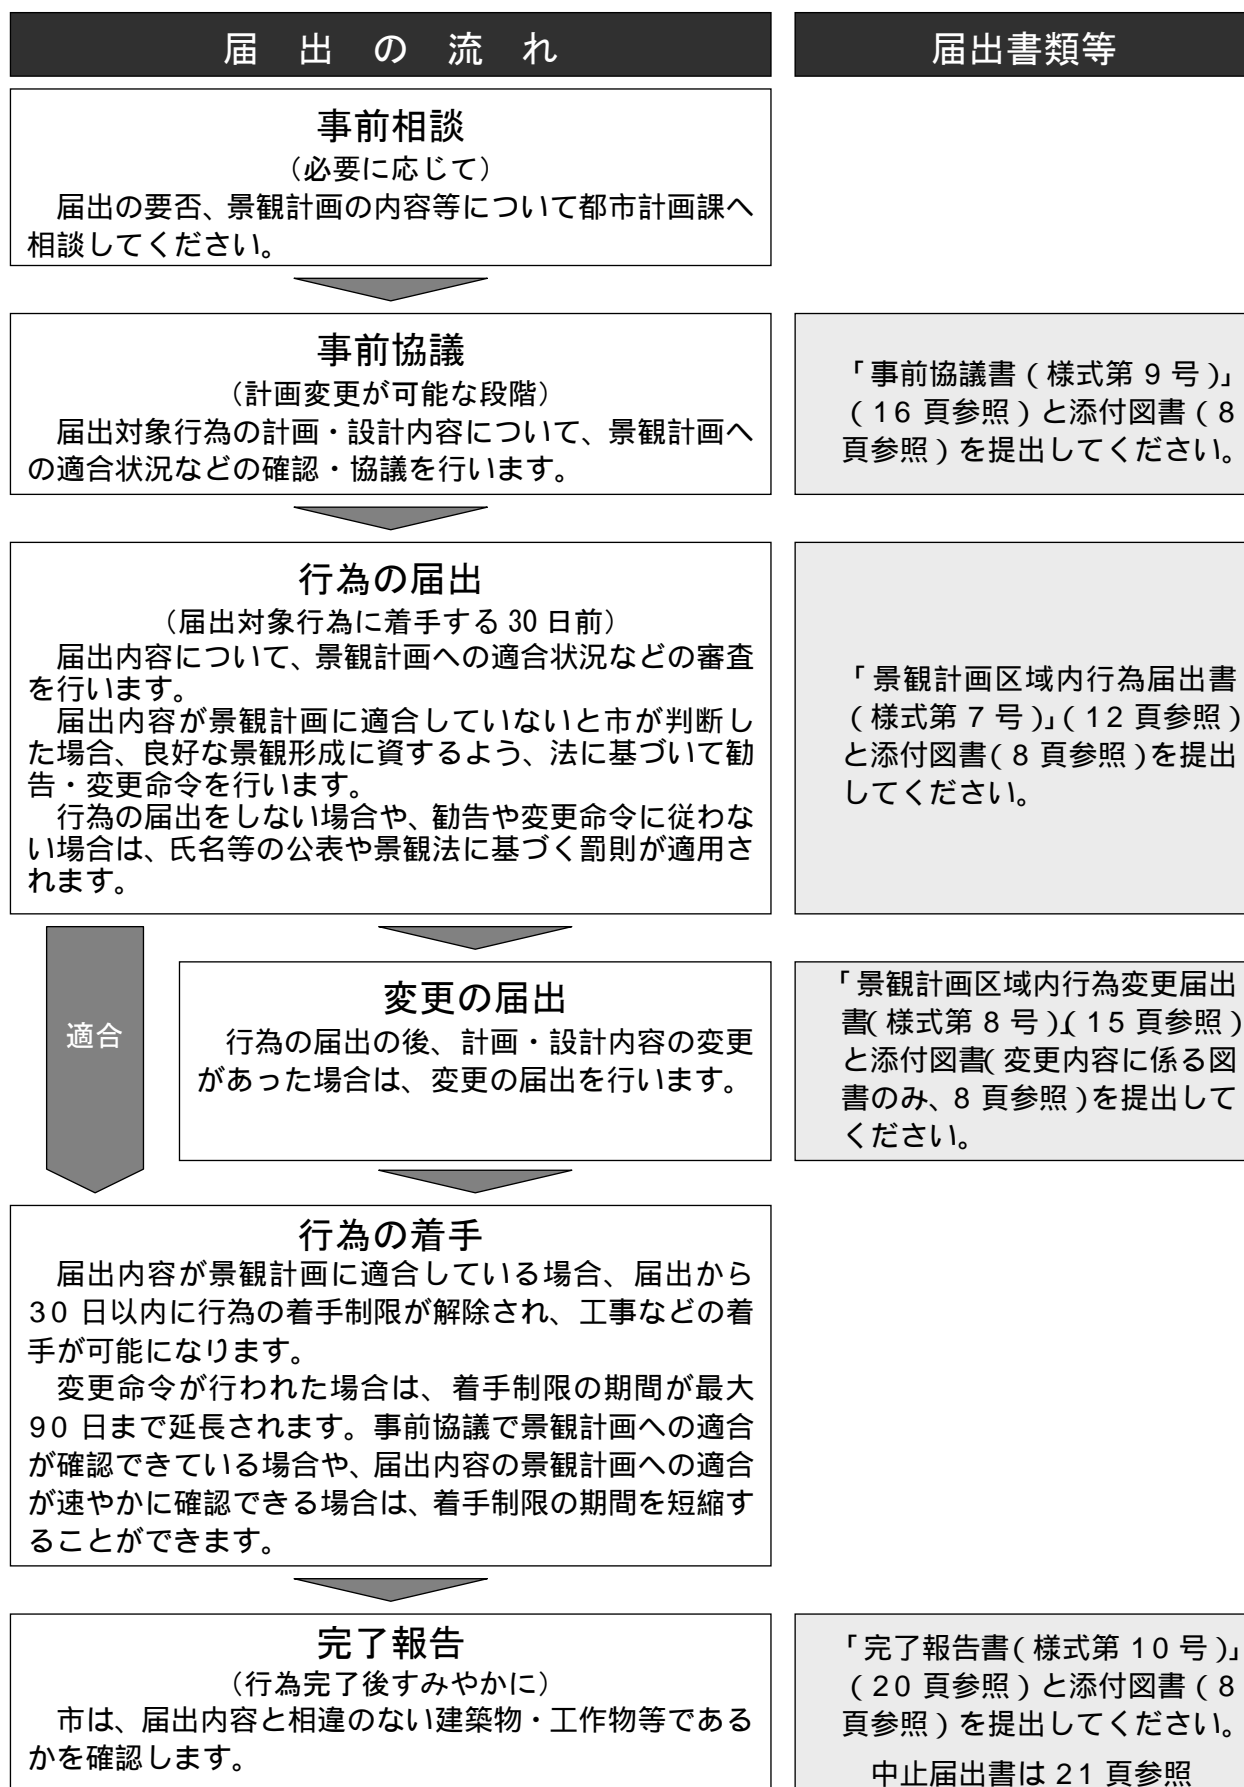 届出の流れ
届出書類等
事前相談
（必要に応じて）
届出の要否、景観計画の内容等について都市計画課へ
相談してください。
事前協議
（計画変更が可能な段階）
届出対象行為の計画・設計内容について、景観計画へ
の適合状況などの確認・協議を行います。
「事前協議書（様式第９号）」
（16 頁参照）と添付図書（8
頁参照）を提出してください。
行為の届出
（届出対象行為に着手する 30 日前）
届出内容について、景観計画への適合状況などの審査
を行います。
届出内容が景観計画に適合していないと市が判断し
た場合、良好な景観形成に資するよう、法に基づいて勧
告・変更命令を行います。
行為の届出をしない場合や、勧告や変更命令に従わな
い場合は、氏名等の公表や景観法に基づく罰則が適用さ
れます。
「景観計画区域内行為届出書
（様式第７号）」（12 頁参照）
と添付図書（8 頁参照）を提出
してください。
適合
変更の届出
行為の届出の後、計画・設計内容の変更
があった場合は、変更の届出を行います。
「景観計画区域内行為変更届出
書（様式第８号）」（15 頁参照）
と添付図書（変更内容に係る図
書のみ、8 頁参照）を提出して
ください。
行為の着手
届出内容が景観計画に適合している場合、届出から
30 日以内に行為の着手制限が解除され、工事などの着
手が可能になります。
変更命令が行われた場合は、着手制限の期間が最大
90 日まで延長されます。事前協議で景観計画への適合
が確認できている場合や、届出内容の景観計画への適合
が速やかに確認できる場合は、着手制限の期間を短縮す
ることができます。
完了報告
（行為完了後すみやかに）
市は、届出内容と相違のない建築物・工作物等である
かを確認します。
「完了報告書（様式第 10 号）」
（20 頁参照）と添付図書（8
頁参照）を提出してください。
中止届出書は 21 頁参照